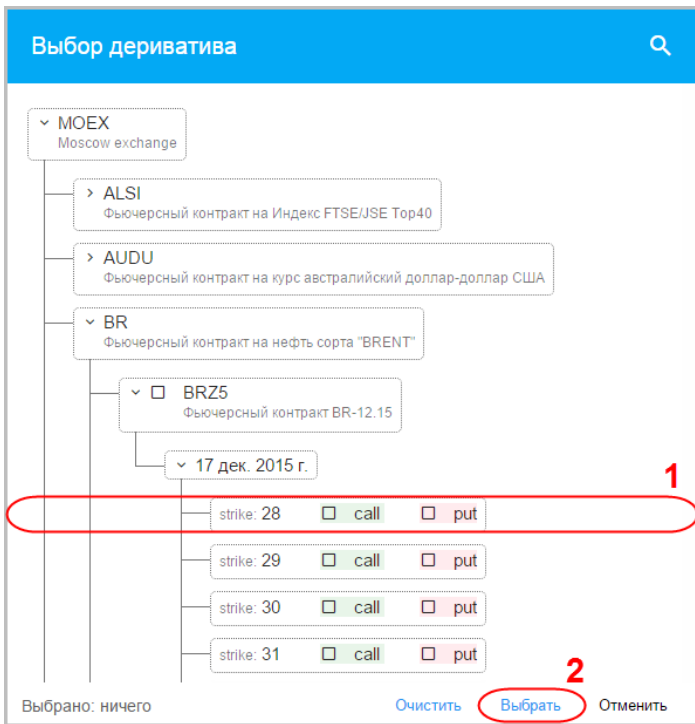 Выбор дериватива
MOEX
Moscow exchange
ALSI
Фьючерсный контракт на Индекс FTSE/JSE Top40
AUDU
Фьючерсный контракт на курс австралийский доллар-доллар США
BR
Фьючерсный контракт на нефть сорта "BRENT"
BRZ5
Фьючерсный контракт BR-12.15
17 дек. 2015 г.
1
strike: 28 call put
strike: 29 call put
strike: 30 call put
strike: 31 call put
2
Выбрано: ничего Очистить Выбрать Отменить